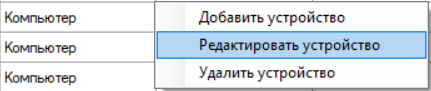 Компьютер
Добавить устройство
Компьютер
Редактировать устройство
Компьютер
Удалить устройство